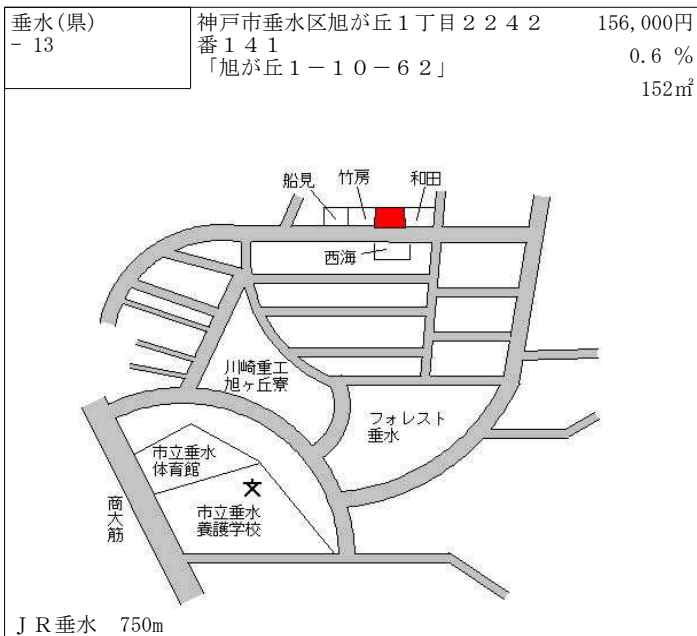 垂水(県)
－13
神戸市垂水区旭が丘１丁目２２４２
番１４１
「旭が丘１－１０－６２」
156,000円
0.6 %
152㎡
船見
竹房
和田
西海
川崎重工
旭ヶ丘寮
フォレスト
垂水
市立垂水
体育館
市立垂水
養護学校
商大筋
ＪＲ垂水 750m